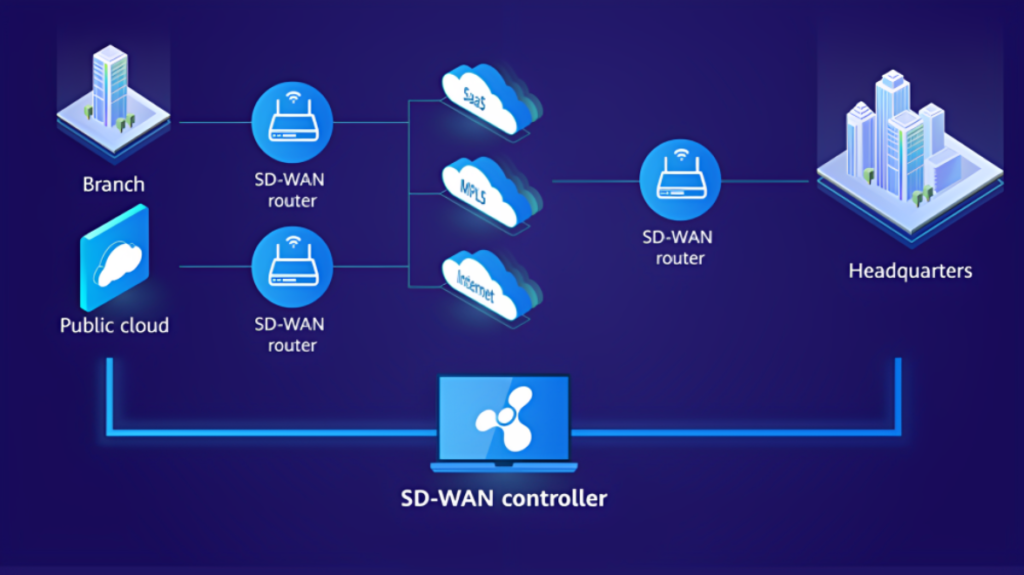 Branch
SD-WAN
router
SaaS
MPLS
Internet
SD-WAN
router
Headquarters
Public cloud
SD-WAN
router
SD-WAN controller